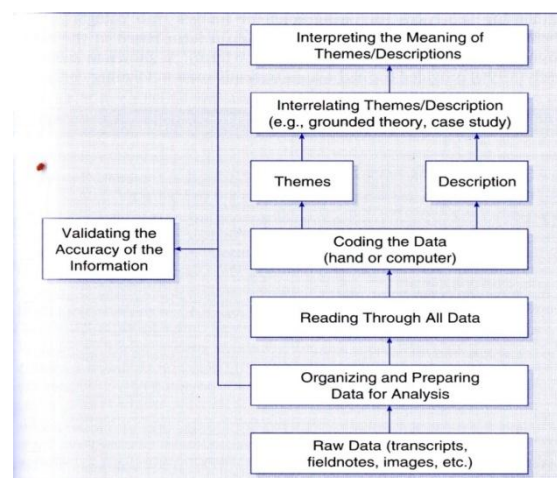 Interpreting the Meaning of
Themes/Descriptions
Interrelating Themes/Description
(e.g., grounded theory, case study)
Themes
Description
Validating the
Accuracy of the
Information
Coding the Data
(hand or computer)
Reading Through All Data
Organizing and Preparing
Data for Analysis
Raw Data (transcripts,
fieldnotes, images, etc.)